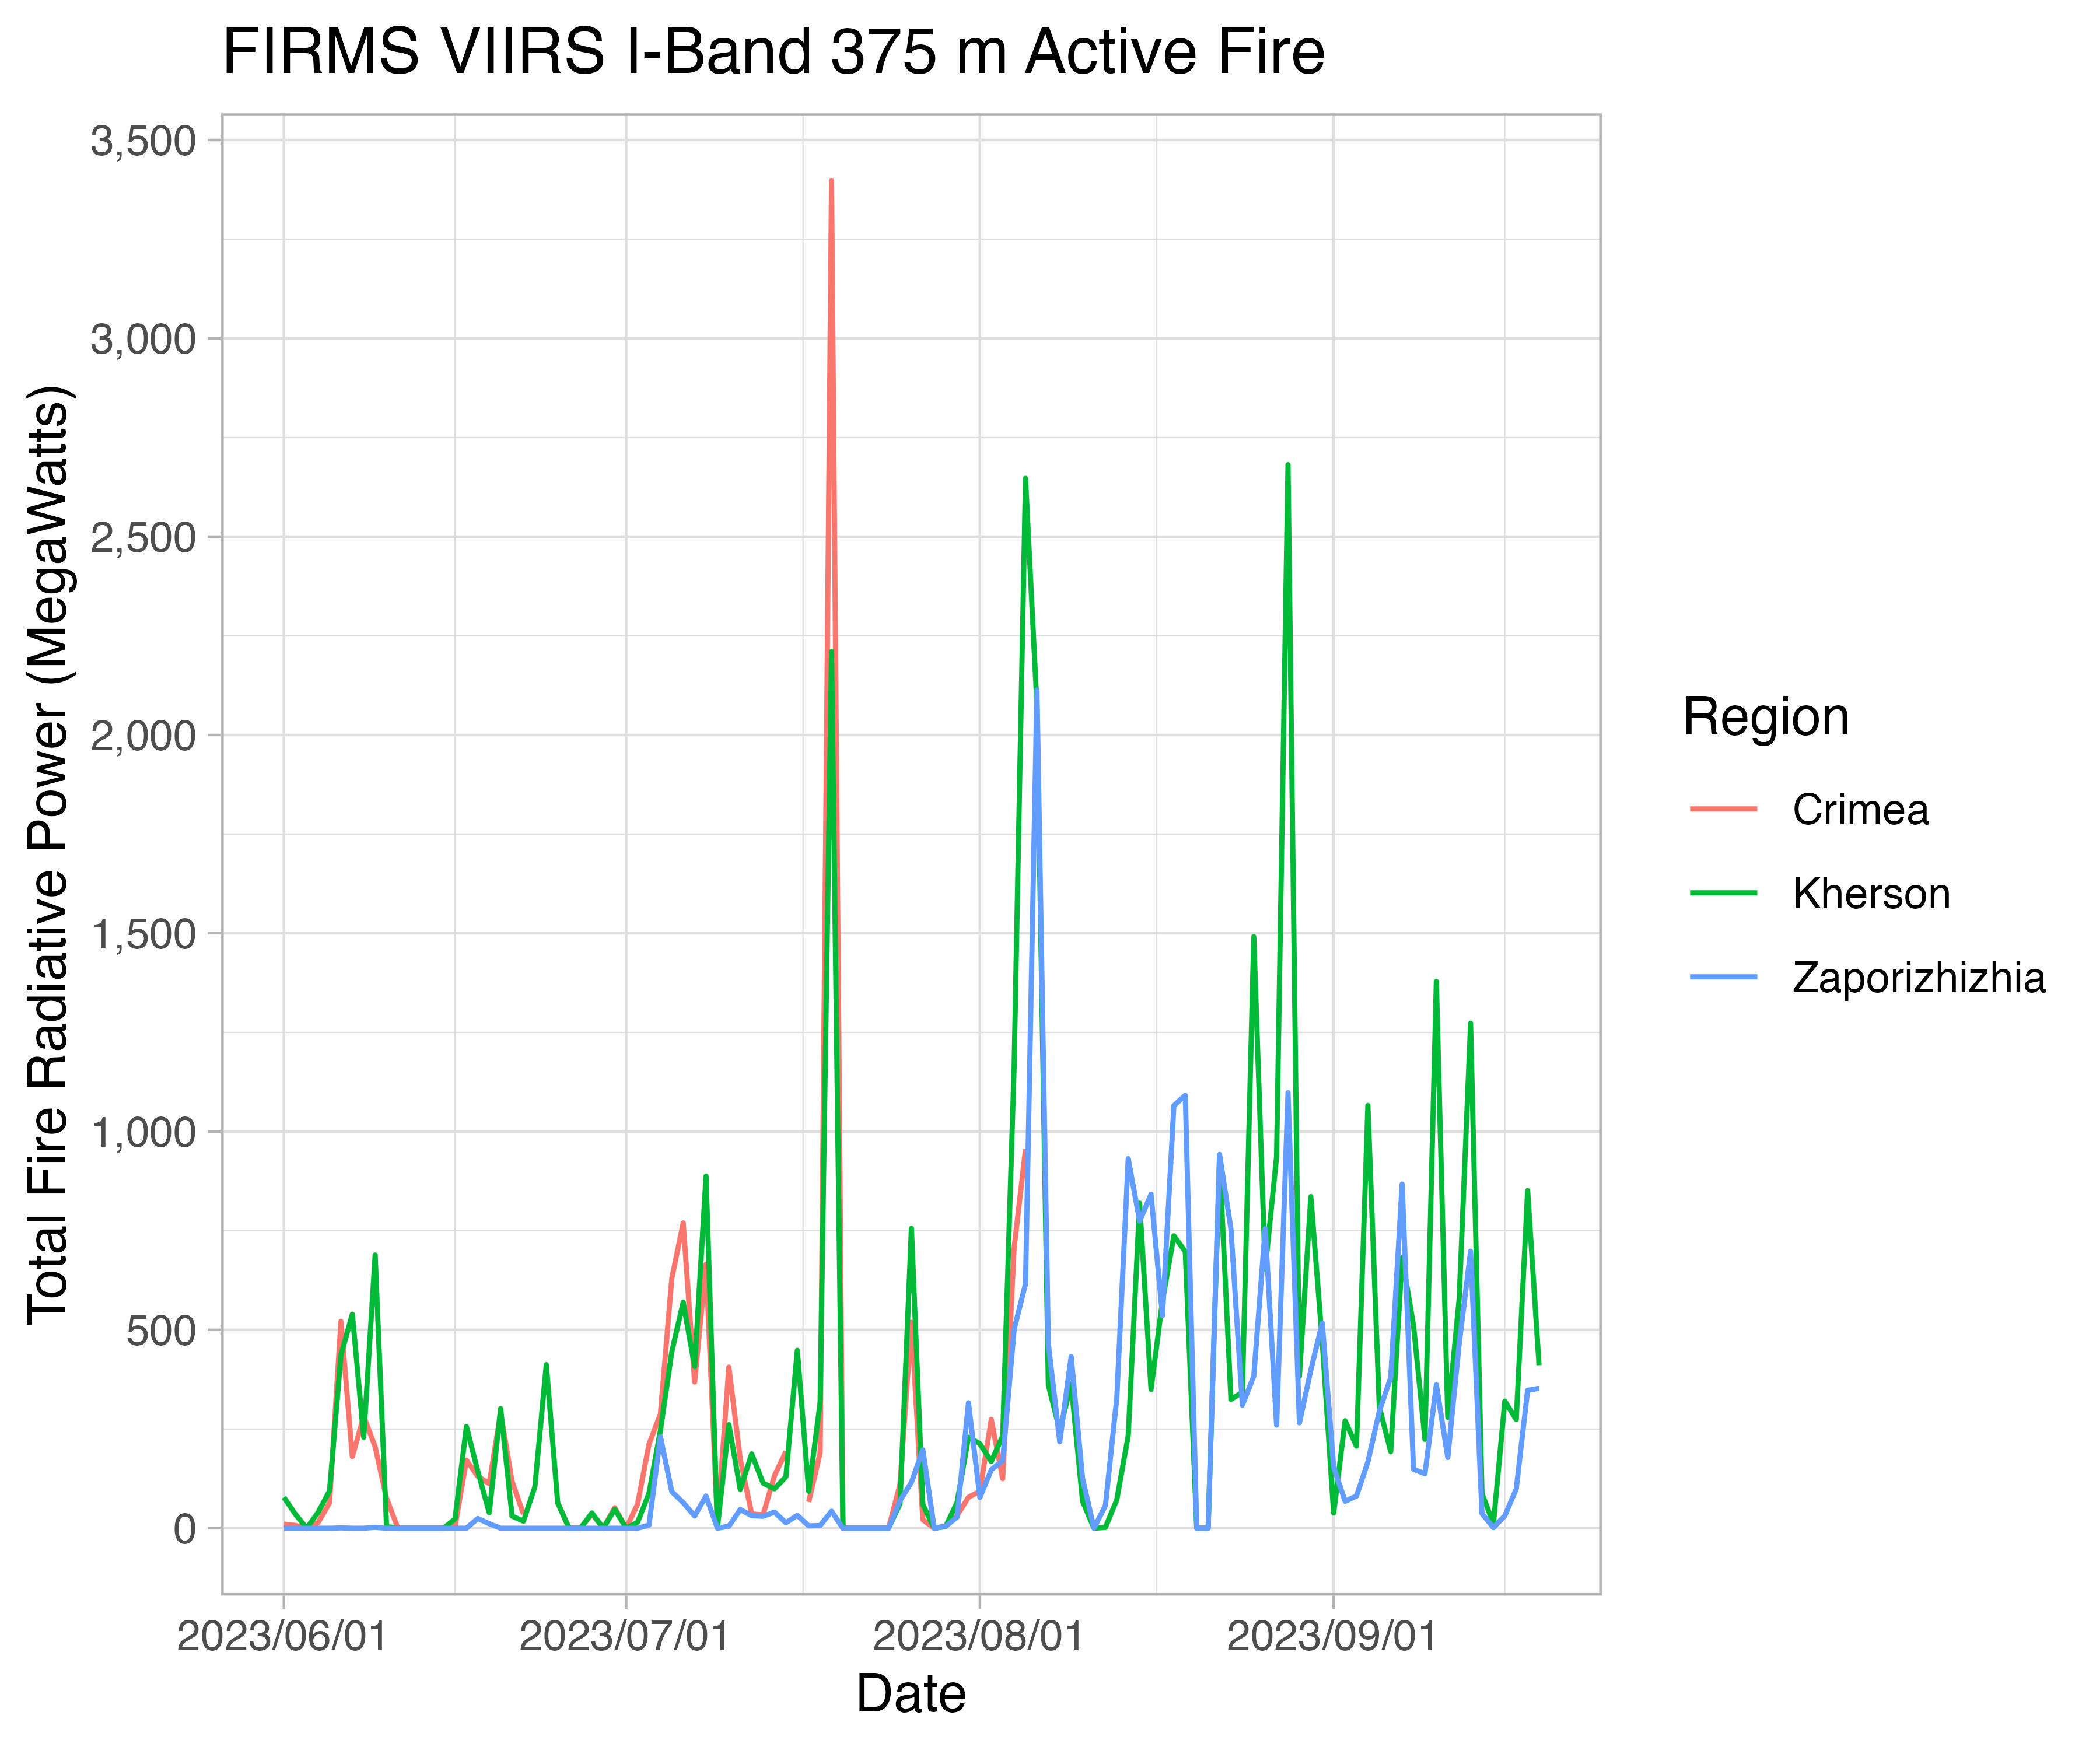 FIRMS VIIRS I-Band 375 m Active Fire
Total Fire Radiative Power (MegaWatts)
3,500
3,000
2,500
2,000
1,500
1,000
500
0
2023/06/01
2023/07/01
2023/08/01
2023/09/01
Date
Region
Crimea
Kherson
Zaporizhizhia